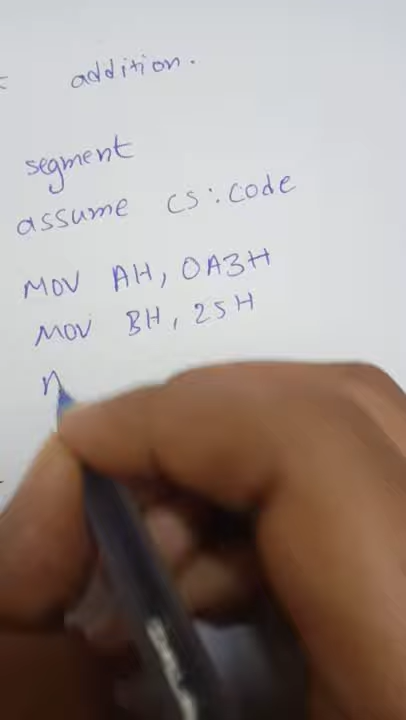 addition.
segment
assume CS:code
MOV AH, 0A3H
MOV BH, 25H